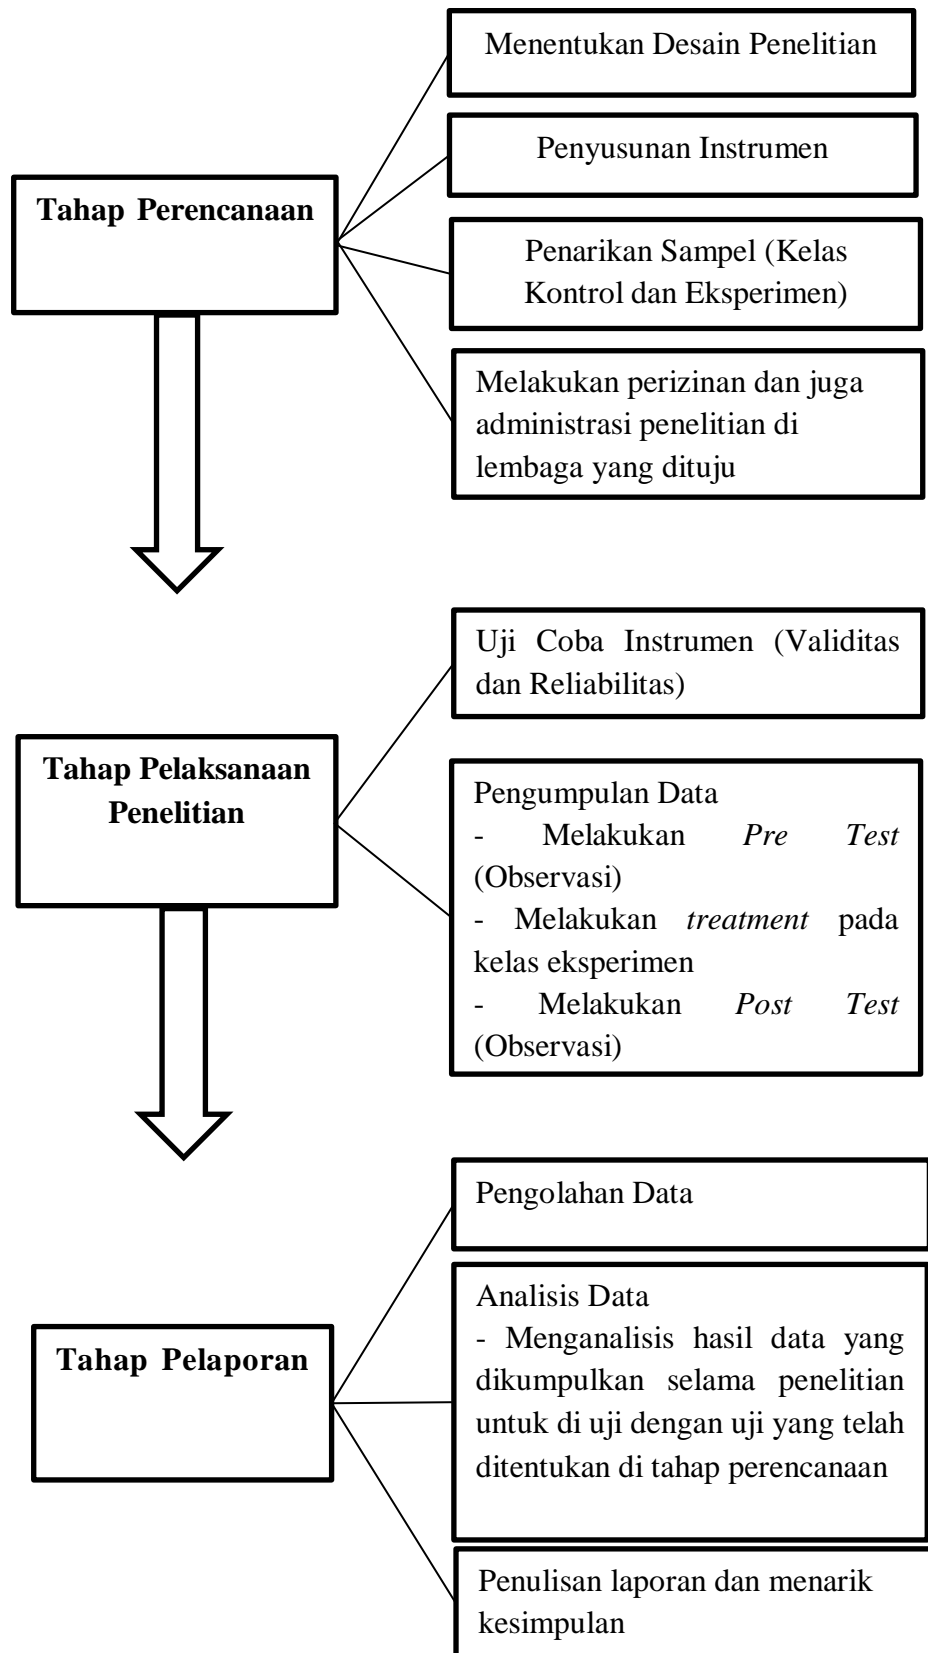 Tahap Perencanaan
Menentukan Desain Penelitian
Penyusunan Instrumen
Penarikan Sampel (Kelas
Kontrol dan Eksperimen)
Melakukan perizinan dan juga
administrasi penelitian di
lembaga yang dituju
Tahap Pelaksanaan
Penelitian
Uji Coba Instrumen (Validitas
dan Reliabilitas)
Pengumpulan Data
- Melakukan Pre Test
(Observasi)
- Melakukan treatment pada
kelas eksperimen
- Melakukan Post Test
(Observasi)
Tahap Pelaporan
Pengolahan Data
Analisis Data
- Menganalisis hasil data yang
dikumpulkan selama penelitian
untuk di uji dengan uji yang telah
ditentukan di tahap perencanaan
Penulisan laporan dan menarik
kesimpulan